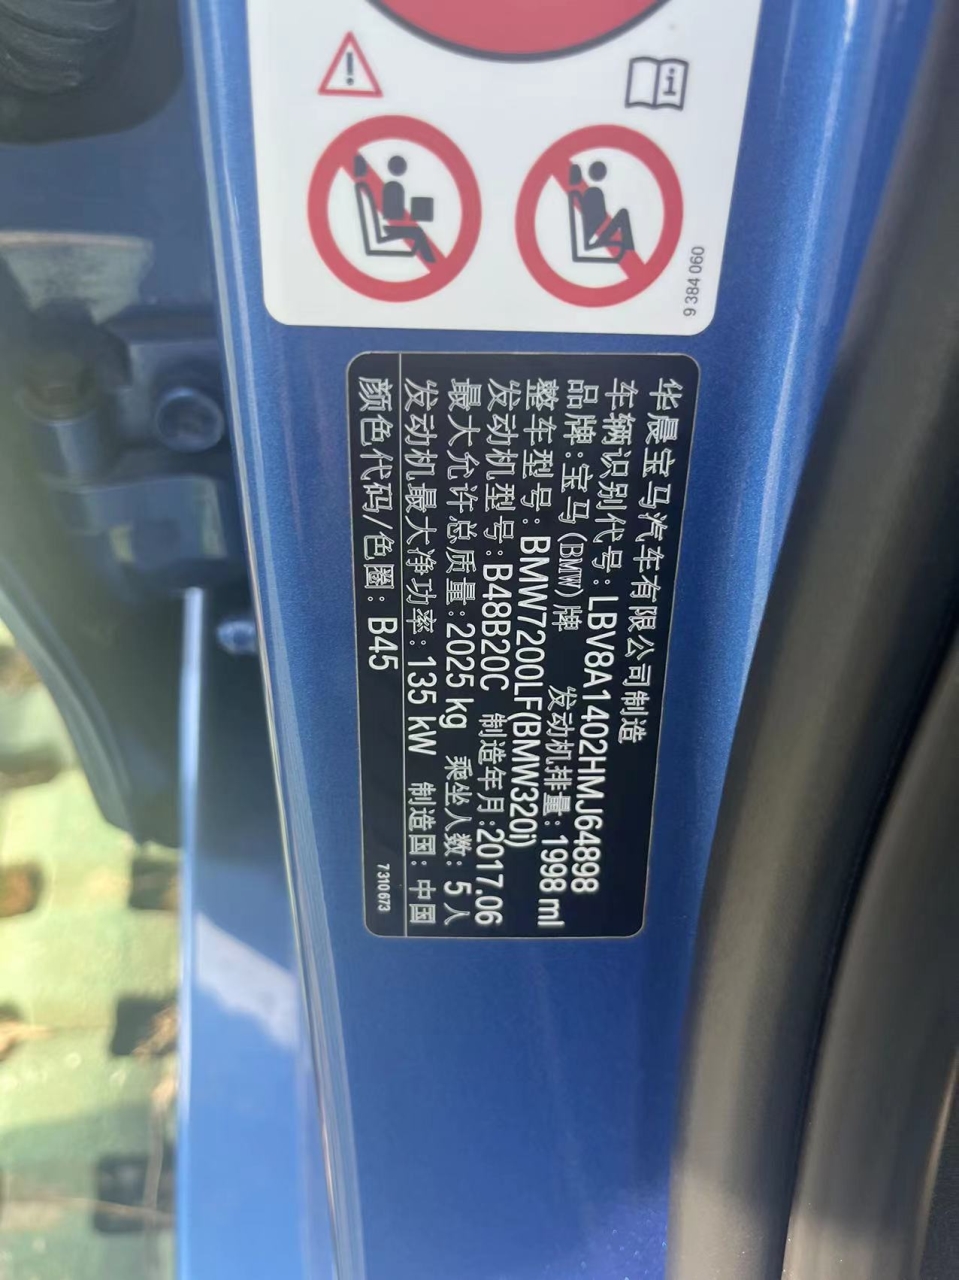 9 384 060
华晨宝马汽车有限公司制造
车辆识别代号:LBV8A1402HMJ64898
品牌:宝马(BMW)牌 发动机排量:1998 ml
整车型号:BMW7200LF(BMW320i)
发动机型号:B48B20C 制造年月:2017.06
最大允许总质量:2025 kg 乘坐人数:5人
发动机最大净功率:135 kW 制造国:中国
颜色代码/色圈: B45
7310673